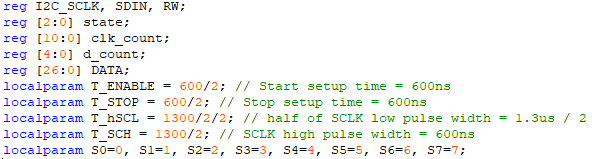 reg I2C_SCLK, SDIN, RW;
reg [2:0] state;
reg [10:0] clk_count;
reg [4:0] d_count;
reg [26:0] DATA;
localparam T_ENABLE = 600/2; // Start setup time = 600ns
localparam T_STOP = 600/2; // Stop setup time = 600ns
localparam T_hSCL = 1300/2/2; // half of SCLK low pulse width = 1.3us / 2
localparam T_SCH = 1300/2; // SCLK high pulse width = 600ns
localparam S0=0, S1=1, S2=2, S3=3, S4=4, S5=5, S6=6, S7=7;